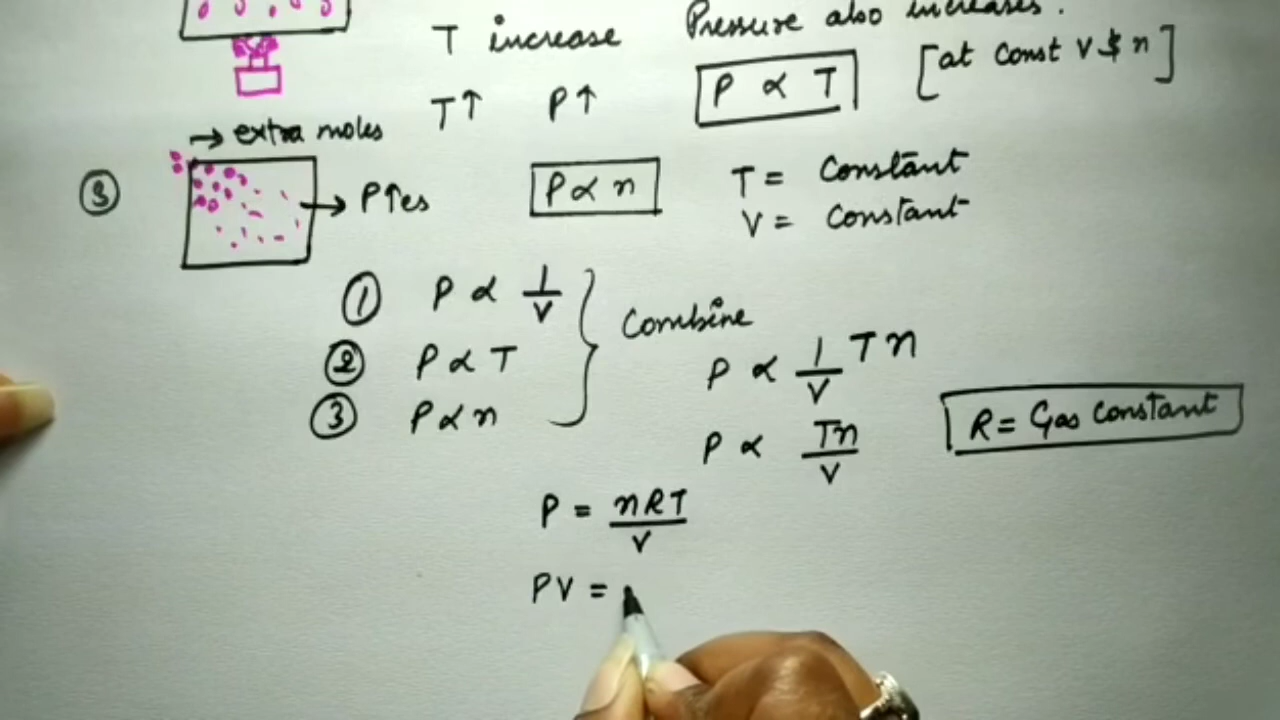 T increase Pressure also increases.
T↑ P↑ P ∝ T [at Const V & n]
→ extra moles
③ → P↑es P ∝ n T = Constant
V = Constant
① P ∝ 1/V
Combine
② P ∝ T P ∝ 1/V T n
③ P ∝ n P ∝ Tn/V R = Gas Constant
P = nRT/V
PV =